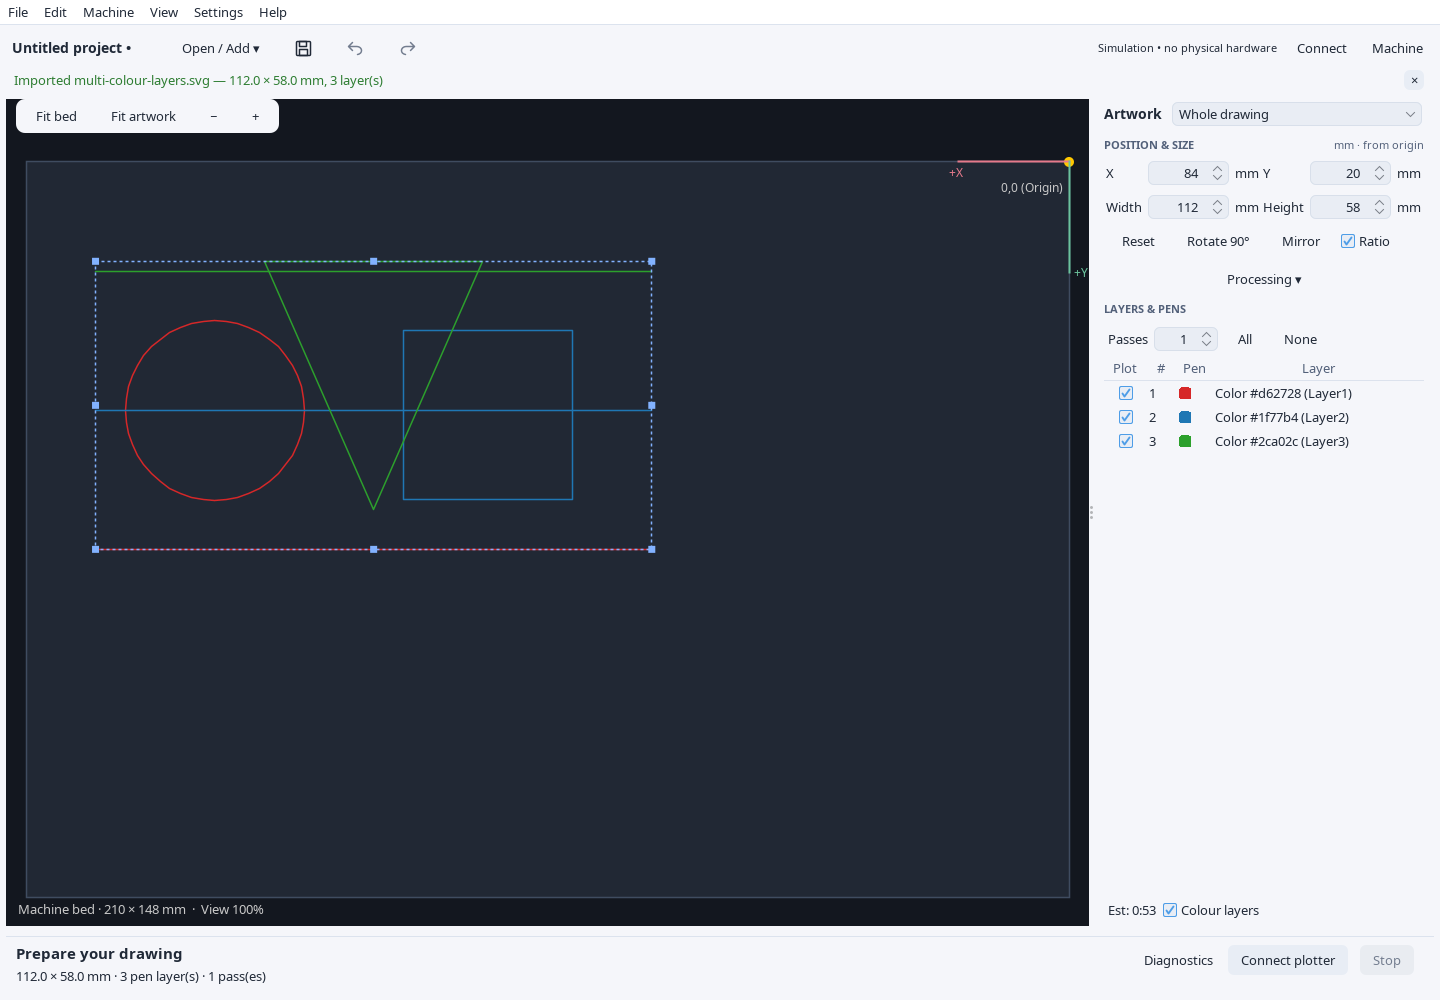 File Edit Machine View Settings Help
Untitled project • Open / Add ▾ Simulation • no physical hardware Connect Machine
Imported multi-colour-layers.svg — 112.0 × 58.0 mm, 3 layer(s) ×
Fit bed Fit artwork − +
Artwork Whole drawing
POSITION & SIZE mm · from origin
X 84 mm Y 20 mm
+X
0,0 (Origin)
Width 112 mm Height 58 mm
Reset Rotate 90° Mirror Ratio
+Y
Processing ▾
LAYERS & PENS
Passes 1 All None
Plot # Pen Layer
1 Color #d62728 (Layer1)
2 Color #1f77b4 (Layer2)
3 Color #2ca02c (Layer3)
Machine bed · 210 × 148 mm · View 100%
Est: 0:53 Colour layers
Prepare your drawing
112.0 × 58.0 mm · 3 pen layer(s) · 1 pass(es)
Diagnostics Connect plotter Stop